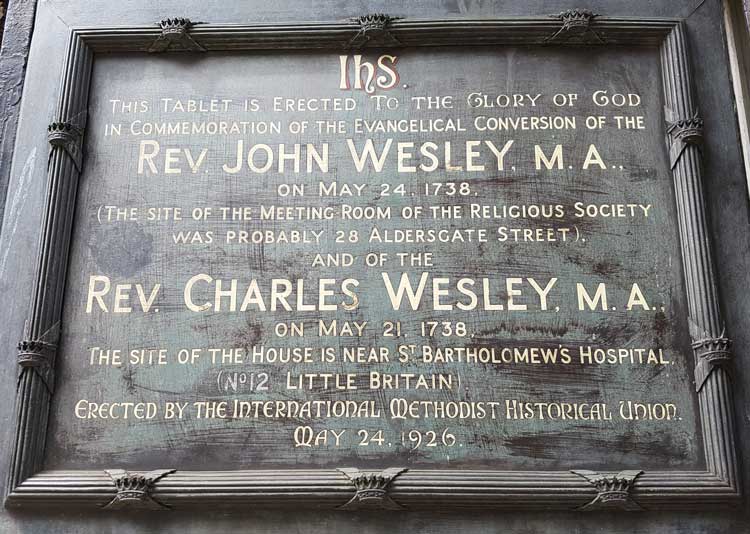 IhS.
THIS TABLET IS ERECTED TO THE GLORY OF GOD
IN COMMEMORATION OF THE EVANGELICAL CONVERSION OF THE
REV. JOHN WESLEY, M.A.,
ON MAY 24, 1738.
(THE SITE OF THE MEETING ROOM OF THE RELIGIOUS SOCIETY
WAS PROBABLY 28 ALDERSGATE STREET),
AND OF THE
REV. CHARLES WESLEY, M.A.,
ON MAY 21, 1738,
THE SITE OF THE HOUSE IS NEAR ST BARTHOLOMEW'S HOSPITAL,
(No 12 LITTLE BRITAIN)
ERECTED BY THE INTERNATIONAL METHODIST HISTORICAL UNION.
MAY 24, 1926.